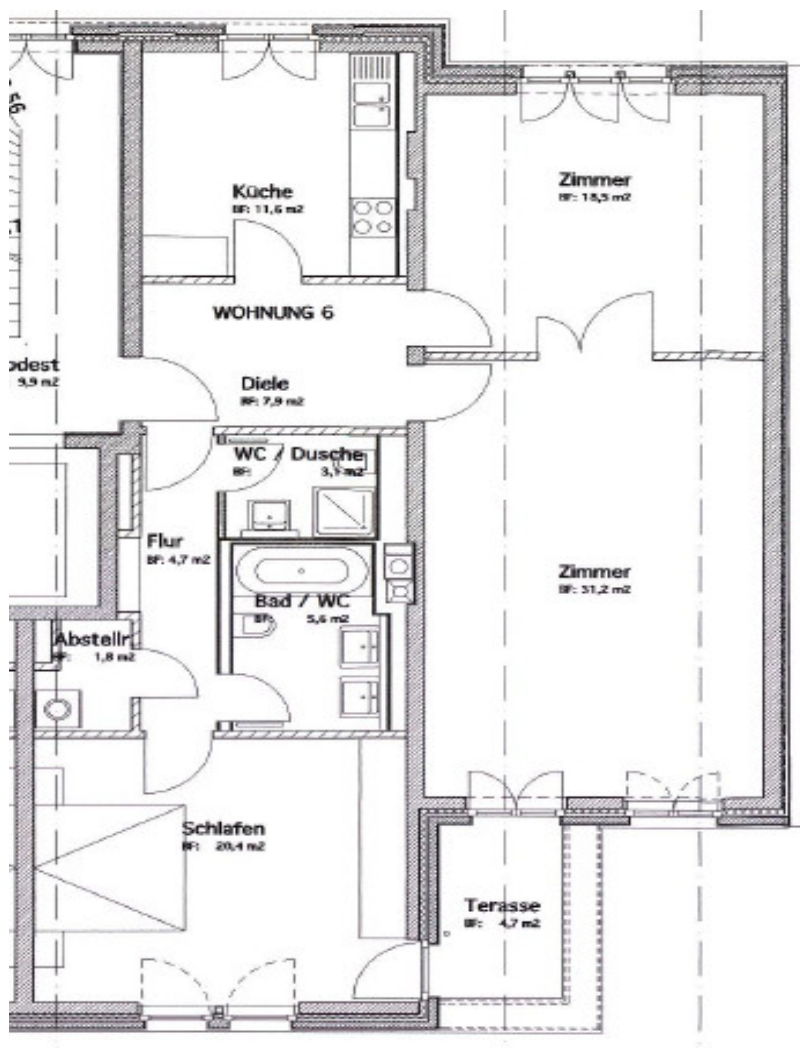 Küche
BF: 11,6 m2
Zimmer
BF: 18,5 m2
WOHNUNG 6
Diele
BF: 7,9 m2
odest
9,9 m2
WC / Dusche
BF:
Flur
BF: 4,7 m2
Zimmer
BF: 31,2 m2
Bad / WC
BF: 5,6 m2
Abstellr.
BF: 1,8 m2
Schlafen
BF: 20,4 m2
Terasse
BF: 4,7 m2